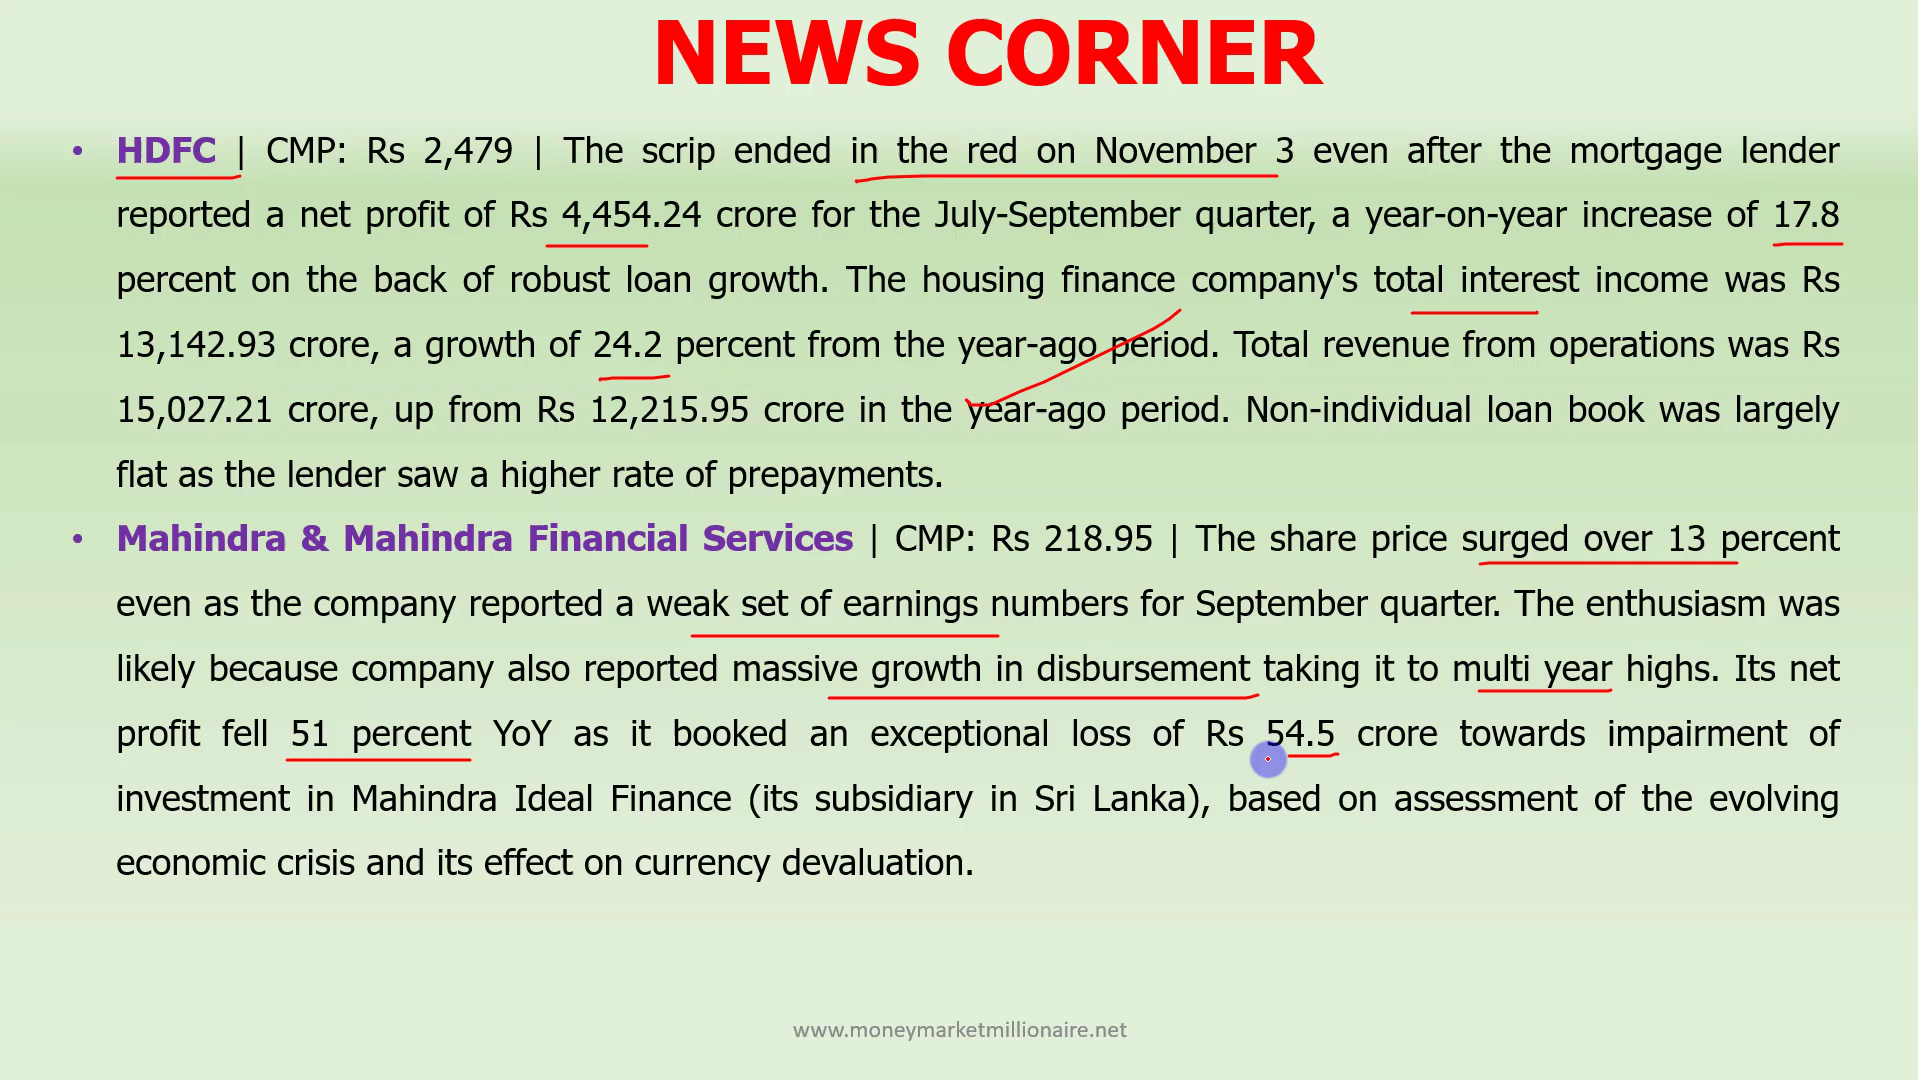 NEWS CORNER
• HDFC | CMP: Rs 2,479 | The scrip ended in the red on November 3 even after the mortgage lender
reported a net profit of Rs 4,454.24 crore for the July-September quarter, a year-on-year increase of 17.8
percent on the back of robust loan growth. The housing finance company's total interest income was Rs
13,142.93 crore, a growth of 24.2 percent from the year-ago period. Total revenue from operations was Rs
15,027.21 crore, up from Rs 12,215.95 crore in the year-ago period. Non-individual loan book was largely
flat as the lender saw a higher rate of prepayments.
• Mahindra & Mahindra Financial Services | CMP: Rs 218.95 | The share price surged over 13 percent
even as the company reported a weak set of earnings numbers for September quarter. The enthusiasm was
likely because company also reported massive growth in disbursement taking it to multi year highs. Its net
profit fell 51 percent YoY as it booked an exceptional loss of Rs 54.5 crore towards impairment of
investment in Mahindra Ideal Finance (its subsidiary in Sri Lanka), based on assessment of the evolving
economic crisis and its effect on currency devaluation.
www.moneymarketmillionaire.net